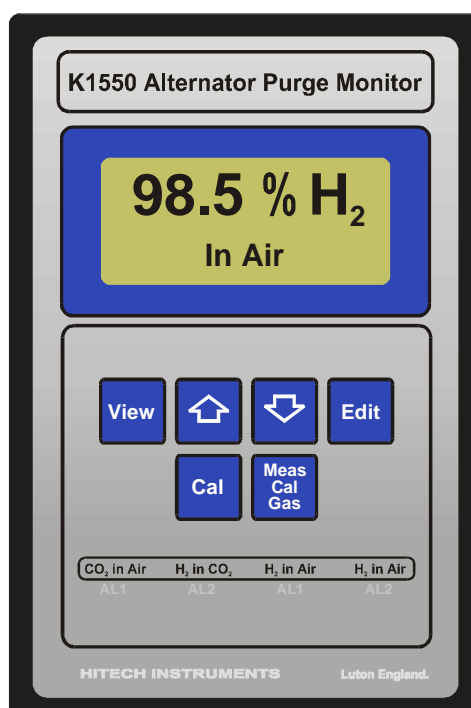 K1550 Alternator Purge Monitor
98.5 % H₂
In Air
View Edit
Cal Meas
Cal
Gas
CO₂ in Air H₂ in CO₂ H₂ in Air H₂ in Air
AL1 AL2 AL1 AL2
HITECH INSTRUMENTS Luton England.